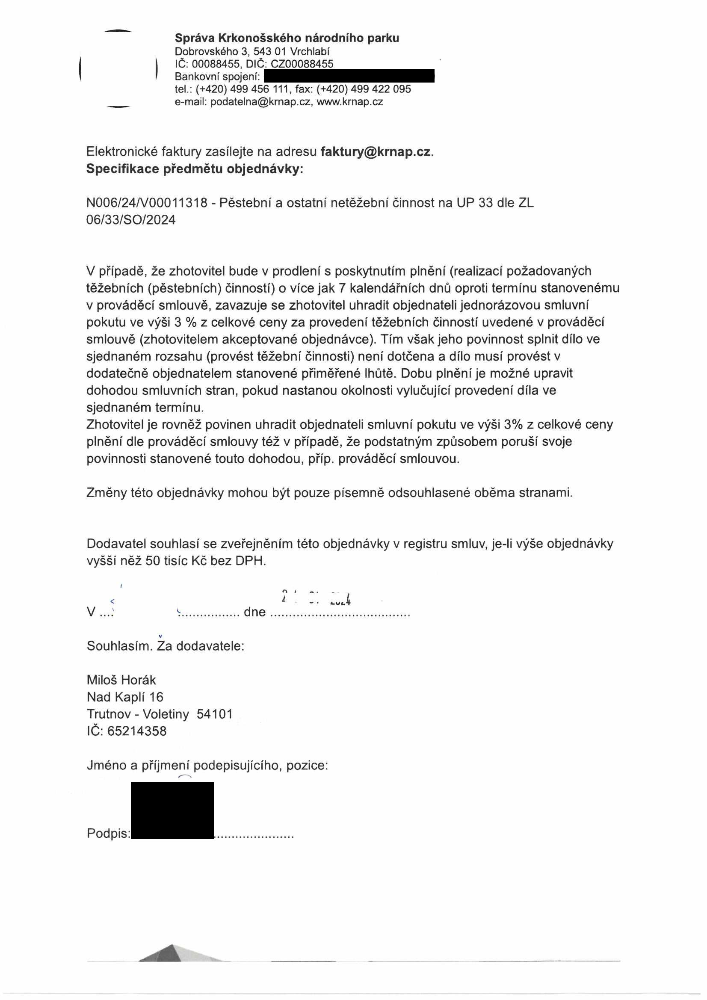 Správa Krkonošského národního parku
Dobrovského 3, 543 01 Vrchlabí
IČ: 00088455, DIČ: CZ00088455
Bankovní spojení:
tel.: (+420) 499 456 111, fax: (+420) 499 422 095
e-mail: podatelna@krnap.cz, www.krnap.cz
Elektronické faktury zasílejte na adresu faktury@krnap.cz.
Specifikace předmětu objednávky:
N006/24/V00011318 - Pěstební a ostatní netěžební činnost na UP 33 dle ZL
06/33/SO/2024
V případě, že zhotovitel bude v prodlení s poskytnutím plnění (realizací požadovaných
těžebních (pěstebních) činností) o více jak 7 kalendářních dnů oproti termínu stanovenému
v prováděcí smlouvě, zavazuje se zhotovitel uhradit objednateli jednorázovou smluvní
pokutu ve výši 3 % z celkové ceny za provedení těžebních činností uvedené v prováděcí
smlouvě (zhotovitelem akceptované objednávce). Tím však jeho povinnost splnit dílo ve
sjednaném rozsahu (provést těžební činnosti) není dotčena a dílo musí provést v
dodatečně objednatelem stanovené přiměřené lhůtě. Dobu plnění je možné upravit
dohodou smluvních stran, pokud nastanou okolnosti vylučující provedení díla ve
sjednaném termínu.
Zhotovitel je rovněž povinen uhradit objednateli smluvní pokutu ve výši 3% z celkové ceny
plnění dle prováděcí smlouvy též v případě, že podstatným způsobem poruší svoje
povinnosti stanovené touto dohodou, příp. prováděcí smlouvou.
Změny této objednávky mohou být pouze písemně odsouhlasené oběma stranami.
Dodavatel souhlasí se zveřejněním této objednávky v registru smluv, je-li výše objednávky
vyšší něž 50 tisíc Kč bez DPH.
2024
V .... ................. dne .......................................
Souhlasím. Za dodavatele:
Miloš Horák
Nad Kaplí 16
Trutnov - Voletiny 54101
IČ: 65214358
Jméno a příjmení podepisujícího, pozice:
Podpis: ......................